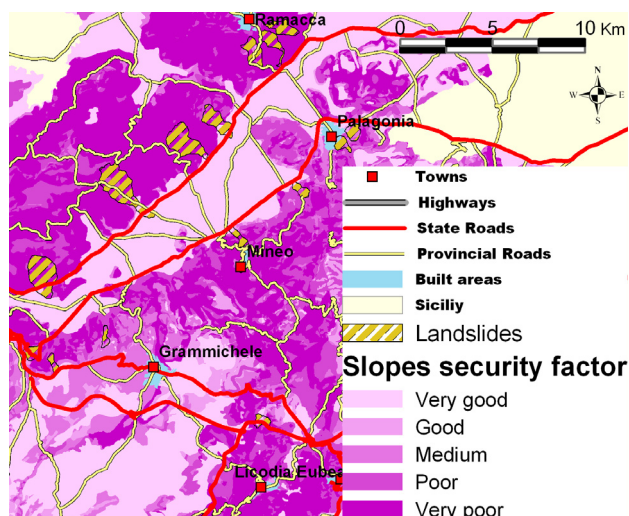 Ramacca
0 5 10 Km
N
W E
S
Palagonia
Towns
Highways
State Roads
Mineo
Provincial Roads
Built areas
Siciliy
Landslides
Grammichele
Slopes security factor
Very good
Good
Medium
Licodia Eubea
Poor
Very poor